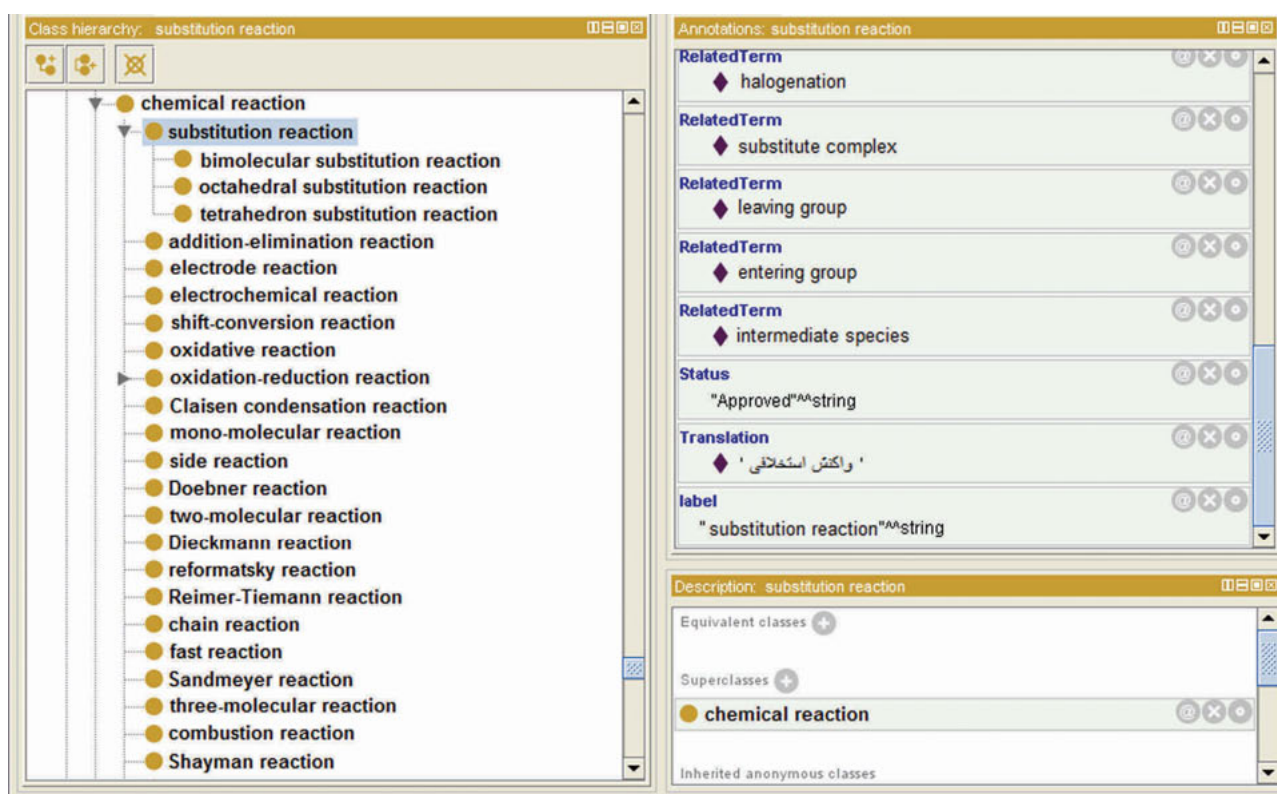 Class hierarchy: substitution reaction
chemical reaction
substitution reaction
bimolecular substitution reaction
octahedral substitution reaction
tetrahedron substitution reaction
addition-elimination reaction
electrode reaction
electrochemical reaction
shift-conversion reaction
oxidative reaction
oxidation-reduction reaction
Claisen condensation reaction
mono-molecular reaction
side reaction
Doebner reaction
two-molecular reaction
Dieckmann reaction
reformatsky reaction
Reimer-Tiemann reaction
chain reaction
fast reaction
Sandmeyer reaction
three-molecular reaction
combustion reaction
Shayman reaction
Annotations: substitution reaction
RelatedTerm
halogenation
RelatedTerm
substitute complex
RelatedTerm
leaving group
RelatedTerm
entering group
RelatedTerm
intermediate species
Status
"Approved"^^string
Translation
' واکنش استخلافی '
label
" substitution reaction"^^string
Description: substitution reaction
Equivalent classes
Superclasses
chemical reaction
Inherited anonymous classes